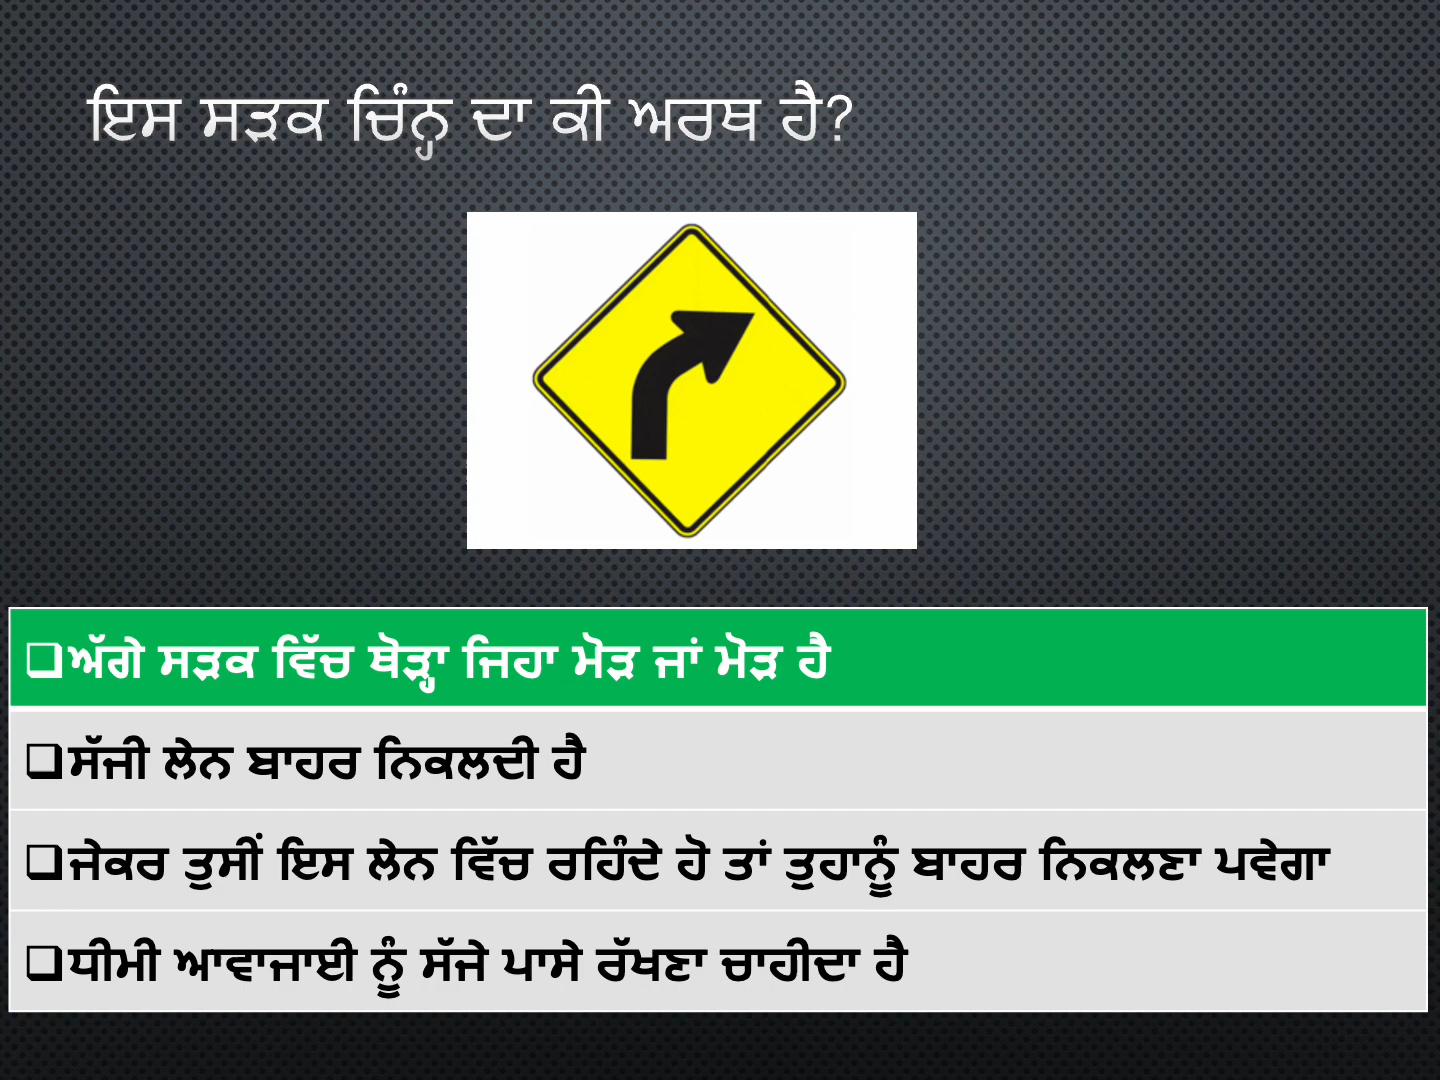 ਇਸ ਸੜਕ ਚਿੰਨ੍ਹ ਦਾ ਕੀ ਅਰਥ ਹੈ?
❑ਅੱਗੇ ਸੜਕ ਵਿੱਚ ਥੋੜ੍ਹਾ ਜਿਹਾ ਮੋੜ ਜਾਂ ਮੋੜ ਹੈ
❑ਸੱਜੀ ਲੇਨ ਬਾਹਰ ਨਿਕਲਦੀ ਹੈ
❑ਜੇਕਰ ਤੁਸੀਂ ਇਸ ਲੇਨ ਵਿੱਚ ਰਹਿੰਦੇ ਹੋ ਤਾਂ ਤੁਹਾਨੂੰ ਬਾਹਰ ਨਿਕਲਣਾ ਪਵੇਗਾ
❑ਧੀਮੀ ਆਵਾਜਾਈ ਨੂੰ ਸੱਜੇ ਪਾਸੇ ਰੱਖਣਾ ਚਾਹੀਦਾ ਹੈ